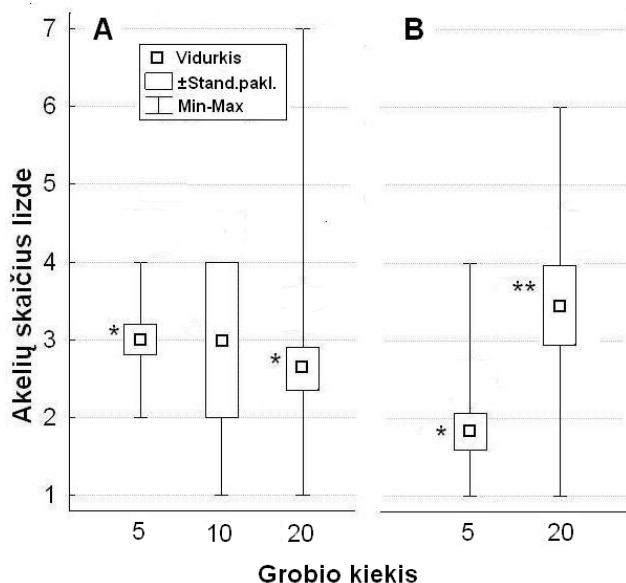 A
B
Vidurkis
±Stand.pakl.
Min-Max
Akelių skaičius lizde
7
6
5
4
3
2
1
*
*
*
**
5
10
20
5
20
Grobio kiekis